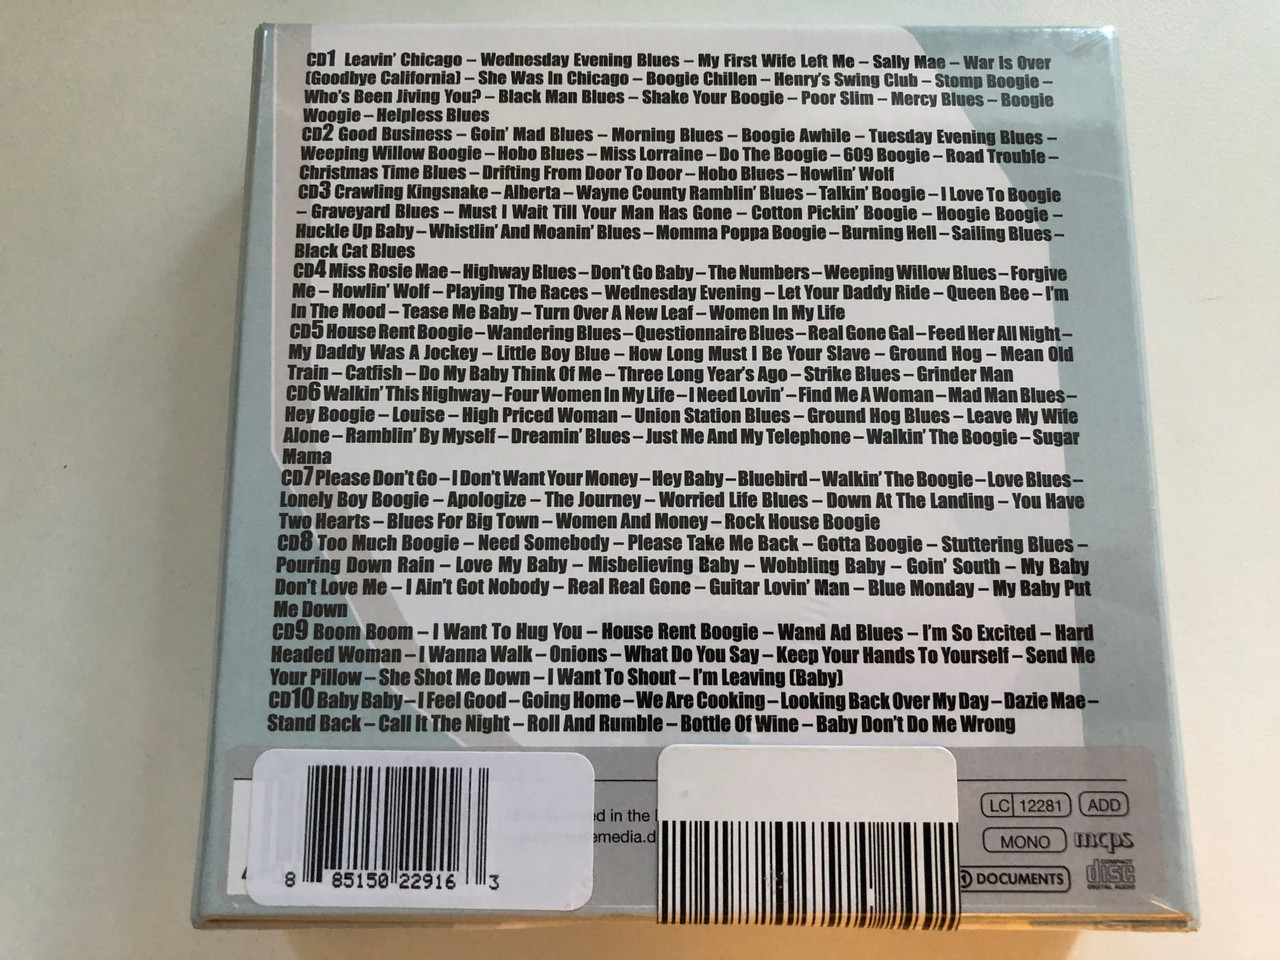 CD1 Leavin' Chicago – Wednesday Evening Blues – My First Wife Left Me – Sally Mae – War Is Over
(Goodbye California) – She Was In Chicago – Boogie Chillen – Henry's Swing Club – Stomp Boogie –
Who's Been Jiving You? – Black Man Blues – Shake Your Boogie – Poor Slim – Mercy Blues – Boogie
Woogie – Helpless Blues
CD2 Good Business – Goin' Mad Blues – Morning Blues – Boogie Awhile – Tuesday Evening Blues –
Weeping Willow Boogie – Hobo Blues – Miss Lorraine – Do The Boogie – 609 Boogie – Road Trouble –
Christmas Time Blues – Drifting From Door To Door – Hobo Blues – Howlin' Wolf
CD3 Crawling Kingsnake – Alberta – Wayne County Ramblin' Blues – Talkin' Boogie – I Love To Boogie
– Graveyard Blues – Must I Wait Till Your Man Has Gone – Cotton Pickin' Boogie – Hoogie Boogie –
Huckle Up Baby – Whistlin' And Moanin' Blues – Momma Poppa Boogie – Burning Hell – Sailing Blues –
Black Cat Blues
CD4 Miss Rosie Mae – Highway Blues – Don't Go Baby – The Numbers – Weeping Willow Blues – Forgive
Me – Howlin' Wolf – Playing The Races – Wednesday Evening – Let Your Daddy Ride – Queen Bee – I'm
In The Mood – Tease Me Baby – Turn Over A New Leaf – Women In My Life
CD5 House Rent Boogie – Wandering Blues – Questionnaire Blues – Real Gone Gal – Feed Her All Night –
My Daddy Was A Jockey – Little Boy Blue – How Long Must I Be Your Slave – Ground Hog – Mean Old
Train – Catfish – Do My Baby Think Of Me – Three Long Year's Ago – Strike Blues – Grinder Man
CD6 Walkin' This Highway – Four Women In My Life – I Need Lovin' – Find Me A Woman – Mad Man Blues –
Hey Boogie – Louise – High Priced Woman – Union Station Blues – Ground Hog Blues – Leave My Wife
Alone – Ramblin' By Myself – Dreamin' Blues – Just Me And My Telephone – Walkin' The Boogie – Sugar
Mama
CD7 Please Don't Go – I Don't Want Your Money – Hey Baby – Bluebird – Walkin' The Boogie – Love Blues –
Lonely Boy Boogie – Apologize – The Journey – Worried Life Blues – Down At The Landing – You Have
Two Hearts – Blues For Big Town – Women And Money – Rock House Boogie
CD8 Too Much Boogie – Need Somebody – Please Take Me Back – Gotta Boogie – Stuttering Blues –
Pouring Down Rain – Love My Baby – Misbelieving Baby – Wobbling Baby – Goin' South – My Baby
Don't Love Me – I Ain't Got Nobody – Real Real Gone – Guitar Lovin' Man – Blue Monday – My Baby Put
Me Down
CD9 Boom Boom – I Want To Hug You – House Rent Boogie – Wand Ad Blues – I'm So Excited – Hard
Headed Woman – I Wanna Walk – Onions – What Do You Say – Keep Your Hands To Yourself – Send Me
Your Pillow – She Shot Me Down – I Want To Shout – I'm Leaving (Baby)
CD10 Baby Baby – I Feel Good – Going Home – We Are Cooking – Looking Back Over My Day – Dazie Mae –
Stand Back – Call It The Night – Roll And Rumble – Bottle Of Wine – Baby Don't Do Me Wrong
ed in the
emedia.d
LC 12281 ADD
MONO mcps
DOCUMENTS COMPACT disc DIGITAL AUDIO
8 85150 22916 3